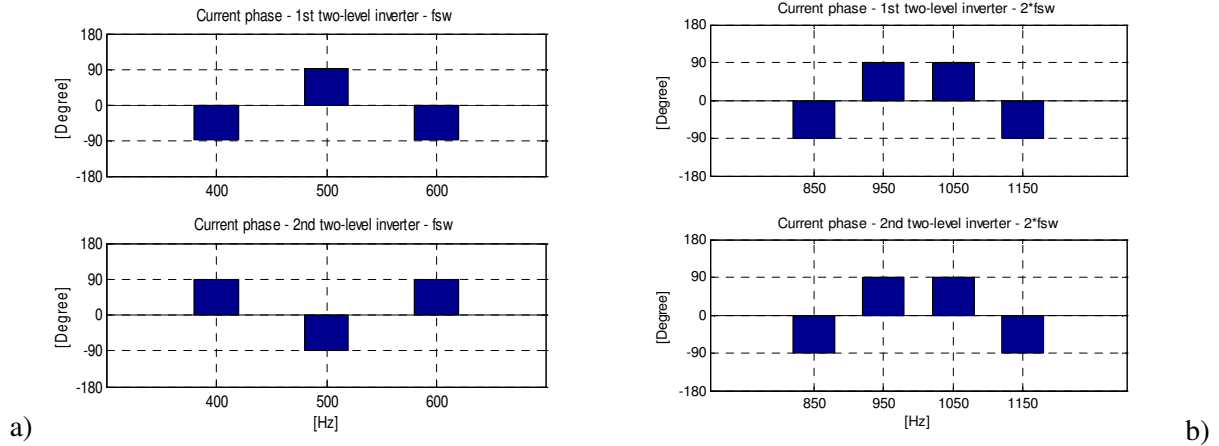 Current phase - 1st two-level inverter - fsw
180
90
0
-90
-180
[Degree]
400 500 600
Current phase - 2nd two-level inverter - fsw
180
90
0
-90
-180
[Degree]
400 500 600
[Hz]
a)
Current phase - 1st two-level inverter - 2*fsw
180
90
0
-90
-180
[Degree]
850 950 1050 1150
Current phase - 2nd two-level inverter - 2*fsw
180
90
0
-90
-180
[Degree]
850 950 1050 1150
[Hz]
b)